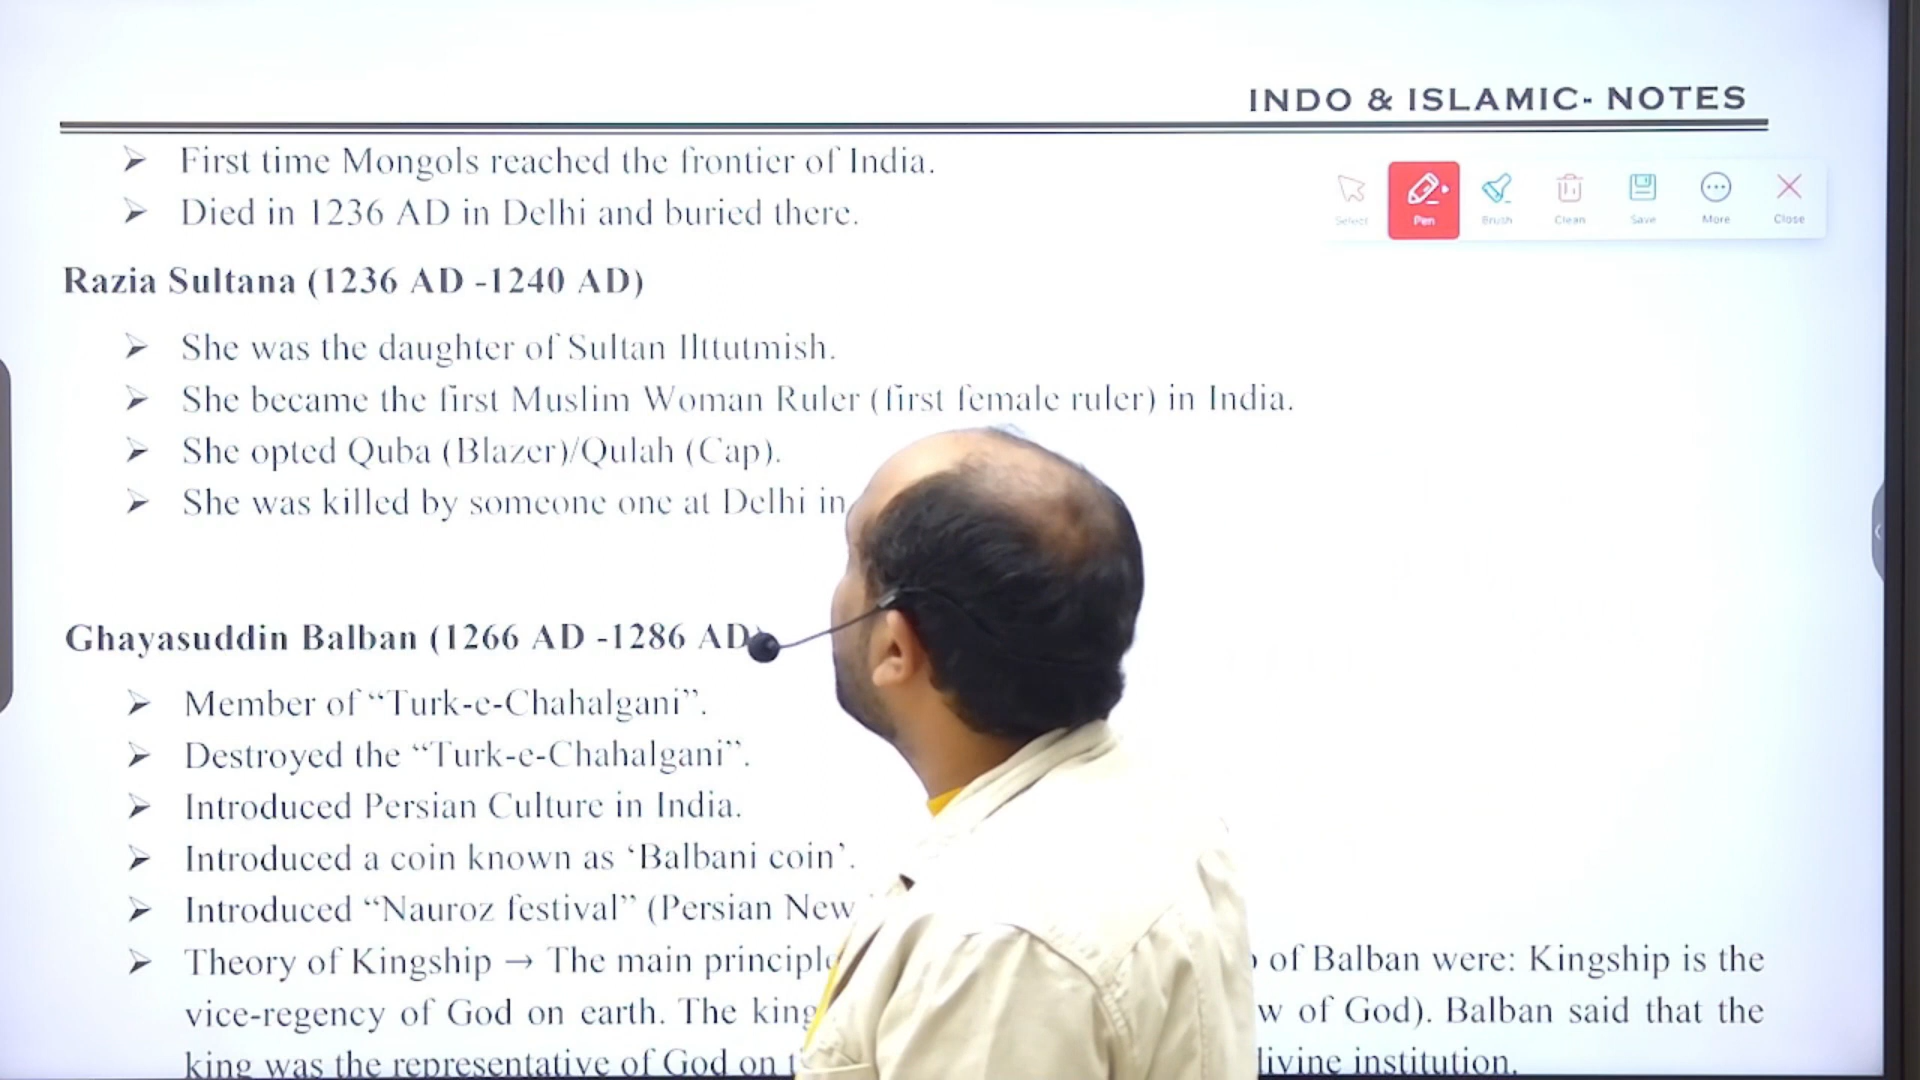 INDO & ISLAMIC- NOTES
➢ First time Mongols reached the frontier of India.
➢ Died in 1236 AD in Delhi and buried there.
Select Pen Brush Clean Save More Close
Razia Sultana (1236 AD -1240 AD)
➢ She was the daughter of Sultan Ilttutmish.
➢ She became the first Muslim Woman Ruler (first female ruler) in India.
➢ She opted Quba (Blazer)/Qulah (Cap).
➢ She was killed by someone one at Delhi in
Ghayasuddin Balban (1266 AD -1286 AD)
➢ Member of “Turk-e-Chahalgani”.
➢ Destroyed the “Turk-e-Chahalgani”.
➢ Introduced Persian Culture in India.
➢ Introduced a coin known as ‘Balbani coin’.
➢ Introduced “Nauroz festival” (Persian New
➢ Theory of Kingship → The main of Balban were: Kingship is the
vice-regency of God on earth. The king of God). Balban said that the
king was the representative of God on institution.